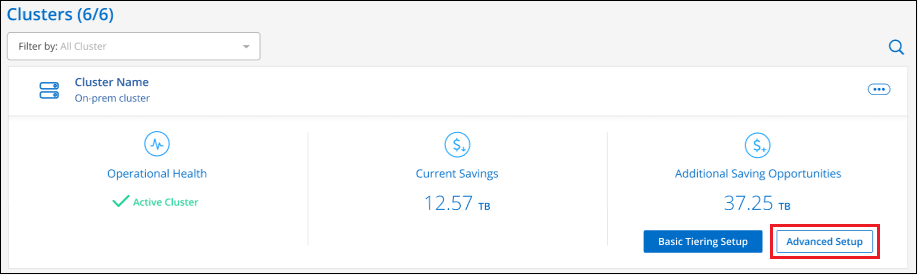 Clusters (6/6)
Filter by: All Cluster
Cluster Name
On-prem cluster
Operational Health
Active Cluster
Current Savings
12.57 TB
Additional Saving Opportunities
37.25 TB
Basic Tiering Setup
Advanced Setup